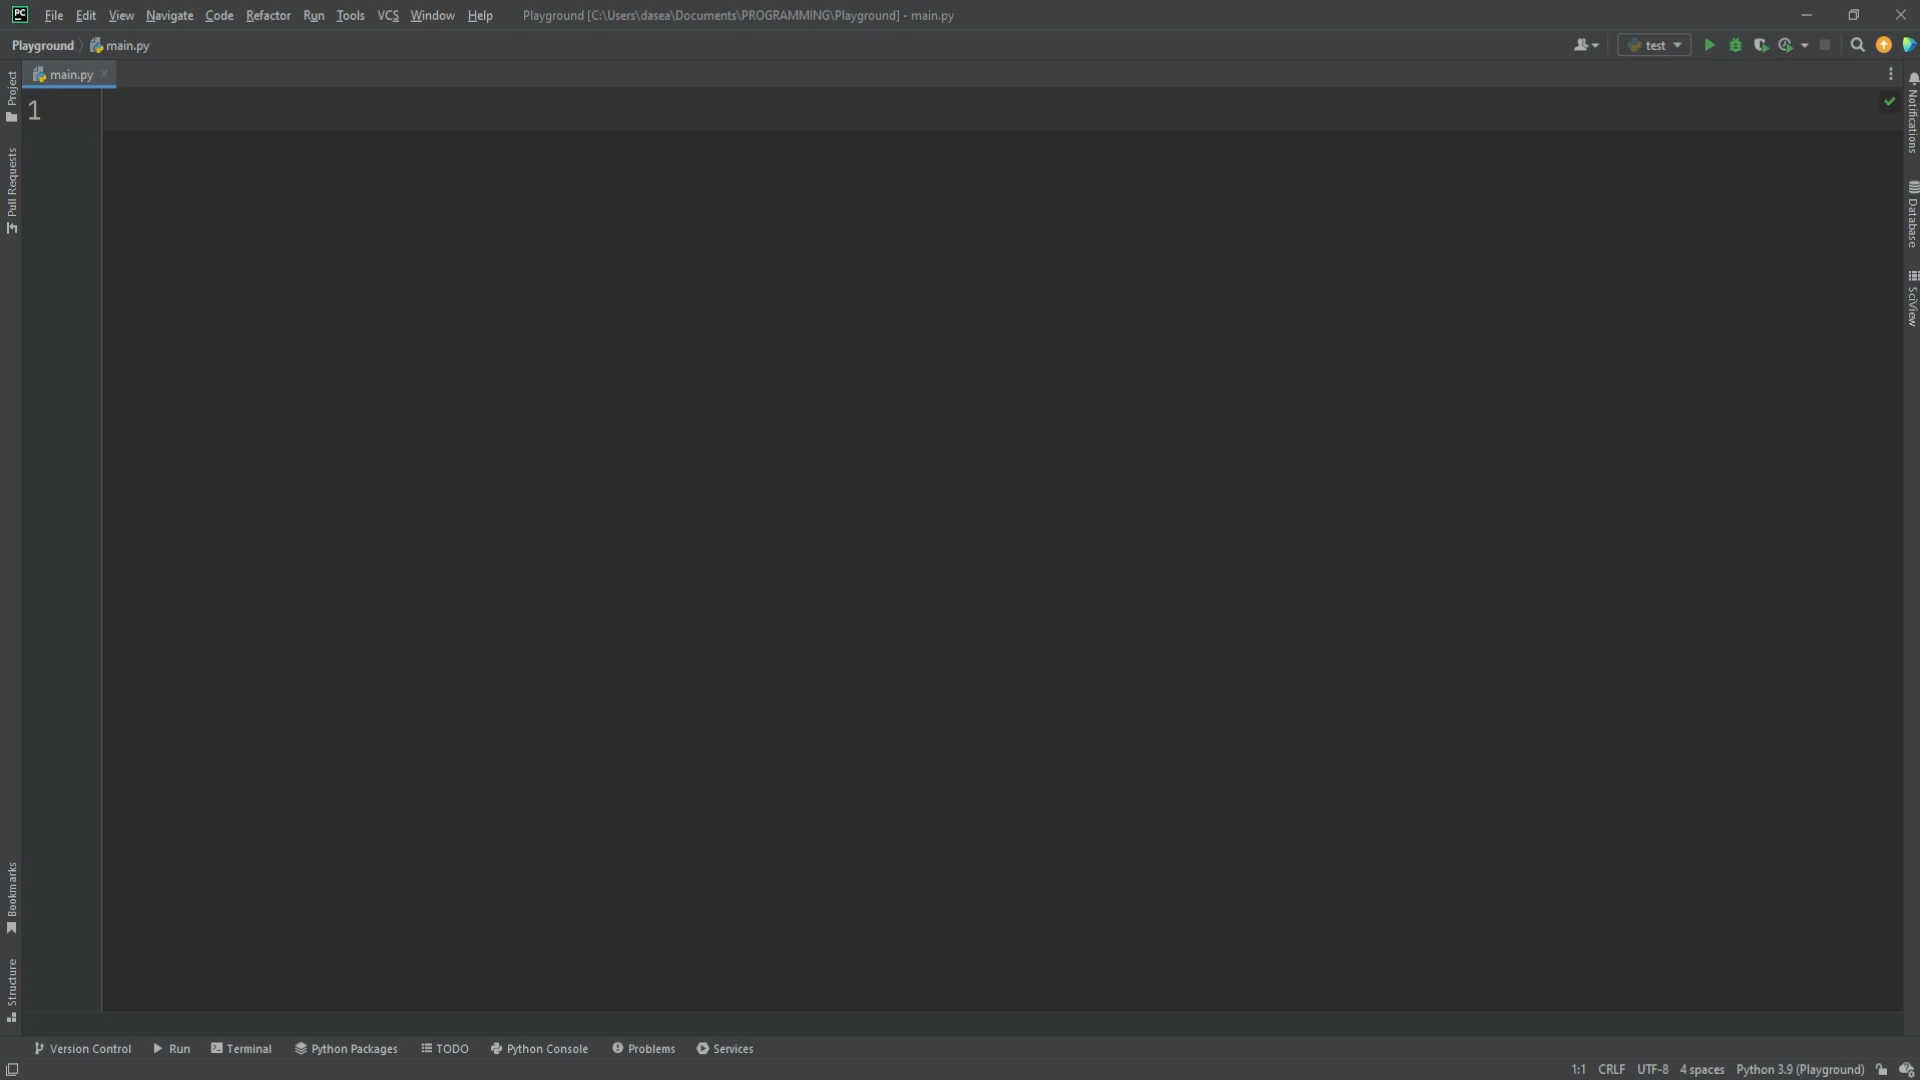 PC File Edit View Navigate Code Refactor Run Tools VCS Window Help Playground [C:\Users\dasea\Documents\PROGRAMMING\Playground] - main.py
Playground main.py test
main.py
1
Project
Pull Requests
Bookmarks
Structure
Notifications
Database
SciView
Version Control Run Terminal Python Packages TODO Python Console Problems Services
1:1 CRLF UTF-8 4 spaces Python 3.9 (Playground)